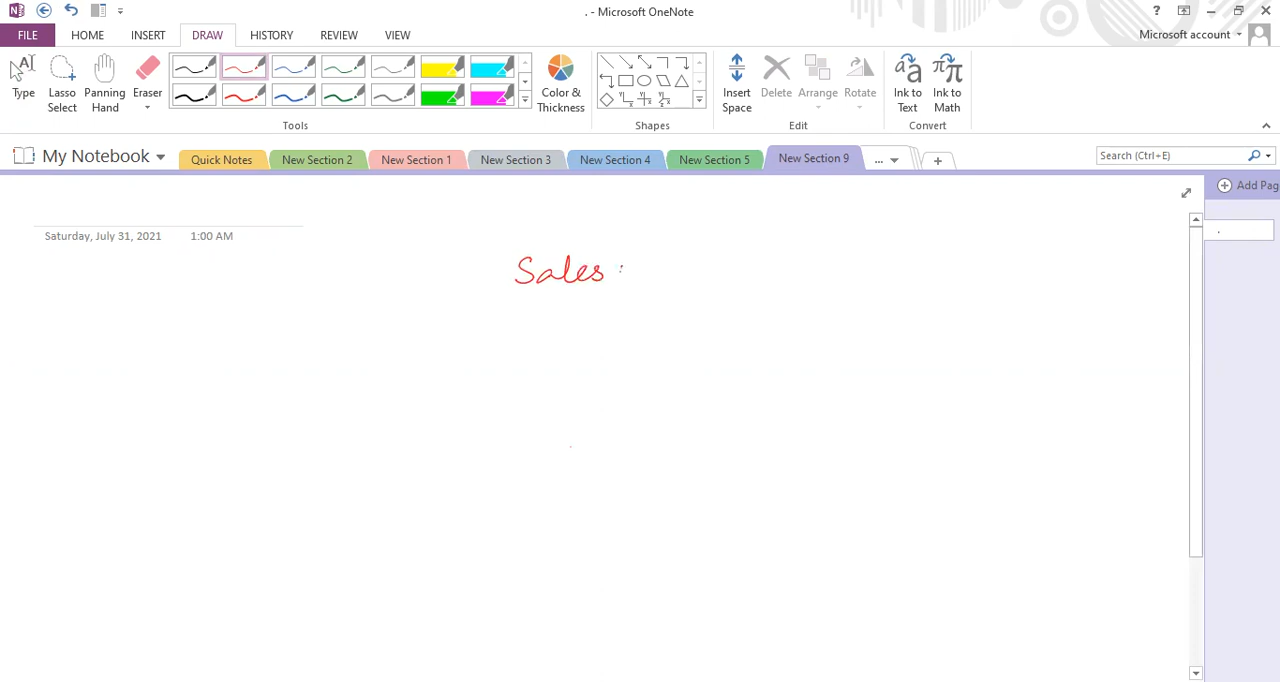 . - Microsoft OneNote
?
FILE HOME INSERT DRAW HISTORY REVIEW VIEW
Microsoft account
Type Lasso Select Panning Hand Eraser
Color & Thickness
Insert Space Delete Arrange Rotate
Ink to Text Ink to Math
Tools Shapes Edit Convert
My Notebook Quick Notes New Section 2 New Section 1 New Section 3 New Section 4 New Section 5 New Section 9 ... +
Search (Ctrl+E)
Add Pag
.
Saturday, July 31, 2021 1:00 AM
Sales :